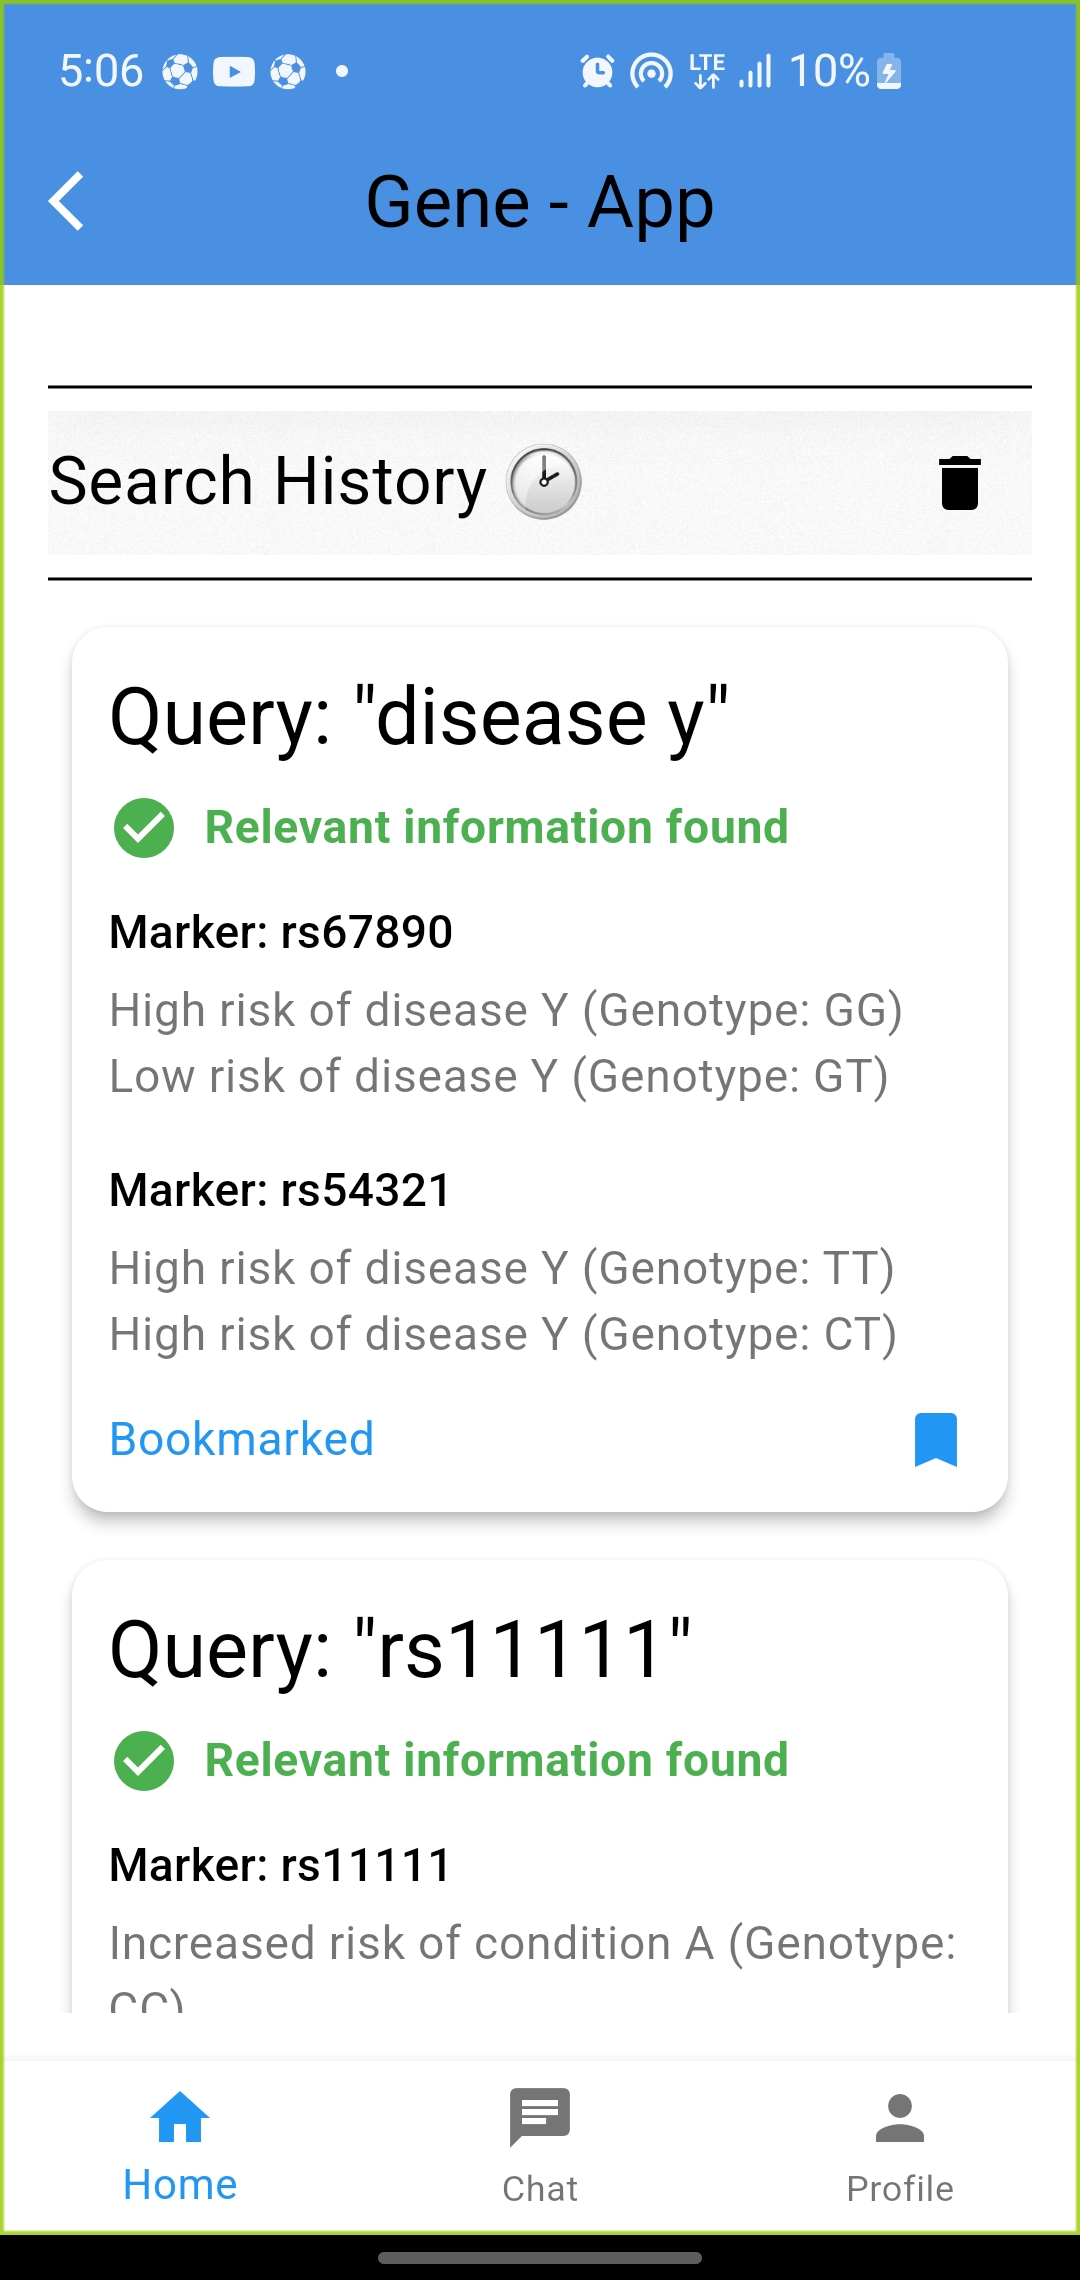 5:06 LTE 10%
Gene - App
Search History
Query: "disease y"
Relevant information found
Marker: rs67890
High risk of disease Y (Genotype: GG)
Low risk of disease Y (Genotype: GT)
Marker: rs54321
High risk of disease Y (Genotype: TT)
High risk of disease Y (Genotype: CT)
Bookmarked
Query: "rs11111"
Relevant information found
Marker: rs11111
Increased risk of condition A (Genotype:
CC)
Home
Chat
Profile